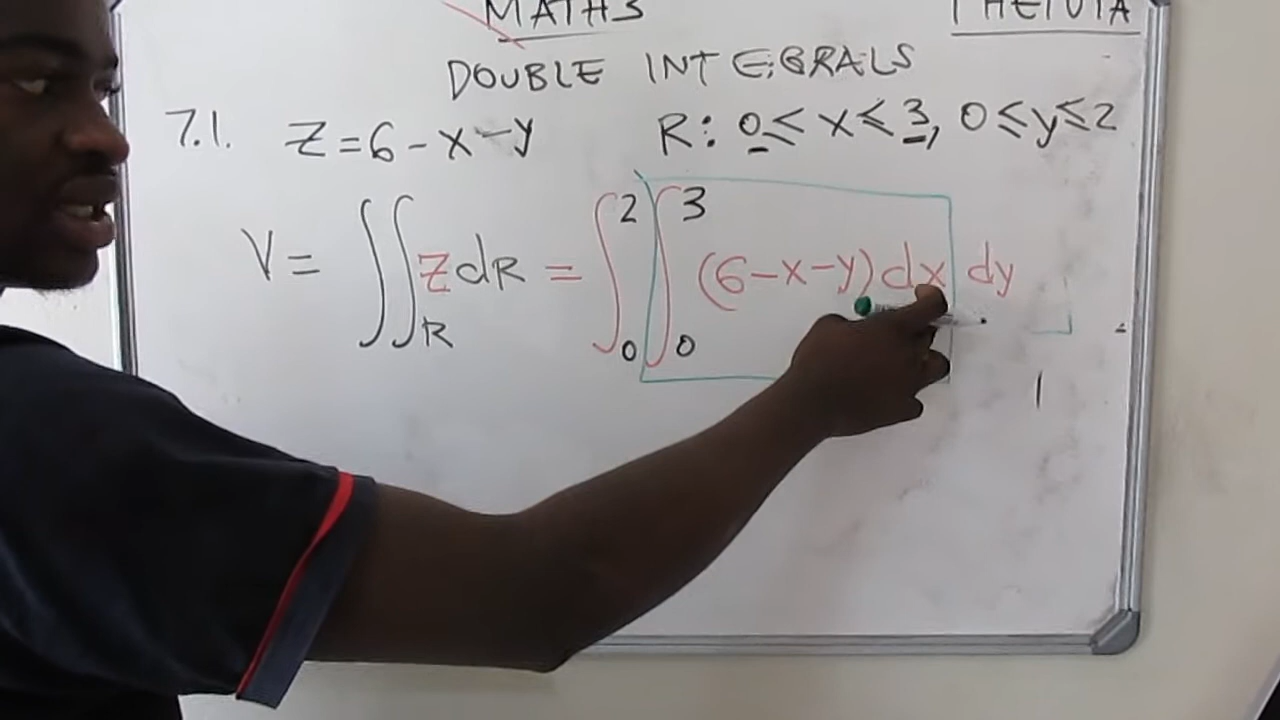 MATHS
DOUBLE INTEGRALS
7.1. Z = 6 - x - y R: 0 ≤ x ≤ 3, 0 ≤ y ≤ 2
V = ∬_R z dR = ∫_0^2 ∫_0^3 (6 - x - y) dx dy